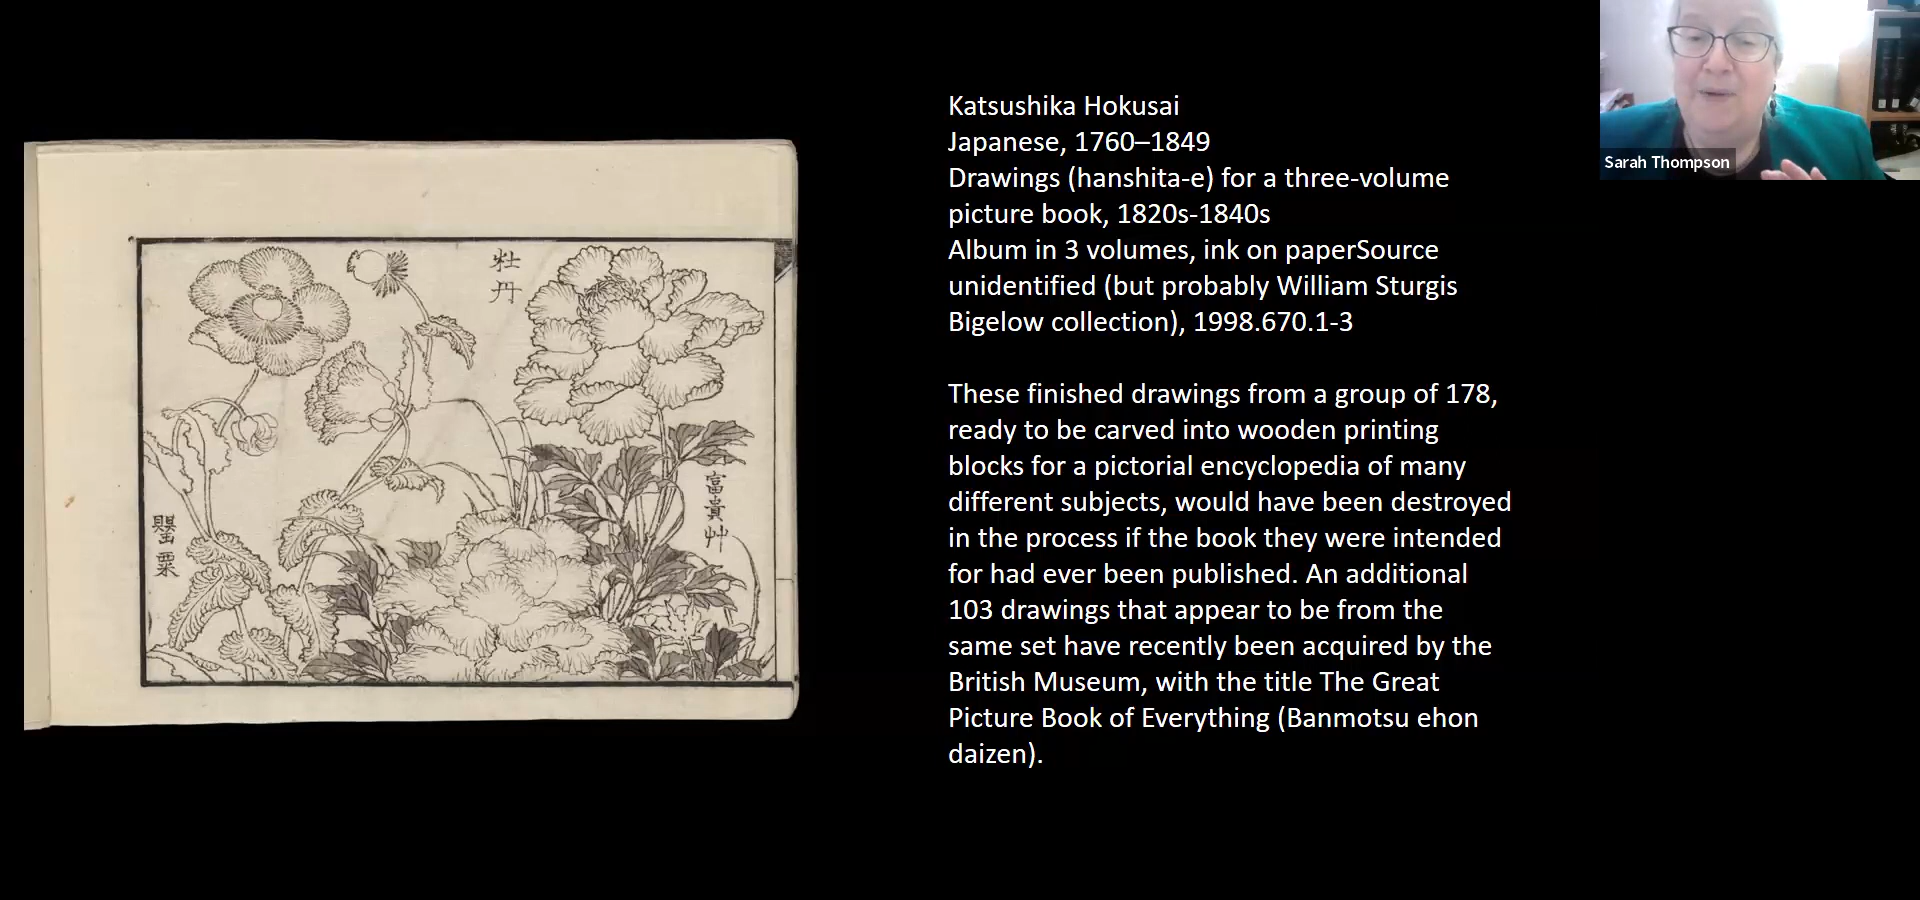 Katsushika Hokusai
Japanese, 1760–1849
Drawings (hanshita-e) for a three-volume
picture book, 1820s-1840s
Album in 3 volumes, ink on paperSource
unidentified (but probably William Sturgis
Bigelow collection), 1998.670.1-3
These finished drawings from a group of 178,
ready to be carved into wooden printing
blocks for a pictorial encyclopedia of many
different subjects, would have been destroyed
in the process if the book they were intended
for had ever been published. An additional
103 drawings that appear to be from the
same set have recently been acquired by the
British Museum, with the title The Great
Picture Book of Everything (Banmotsu ehon
daizen).
牡丹
富貴艸
罌粟
Sarah Thompson